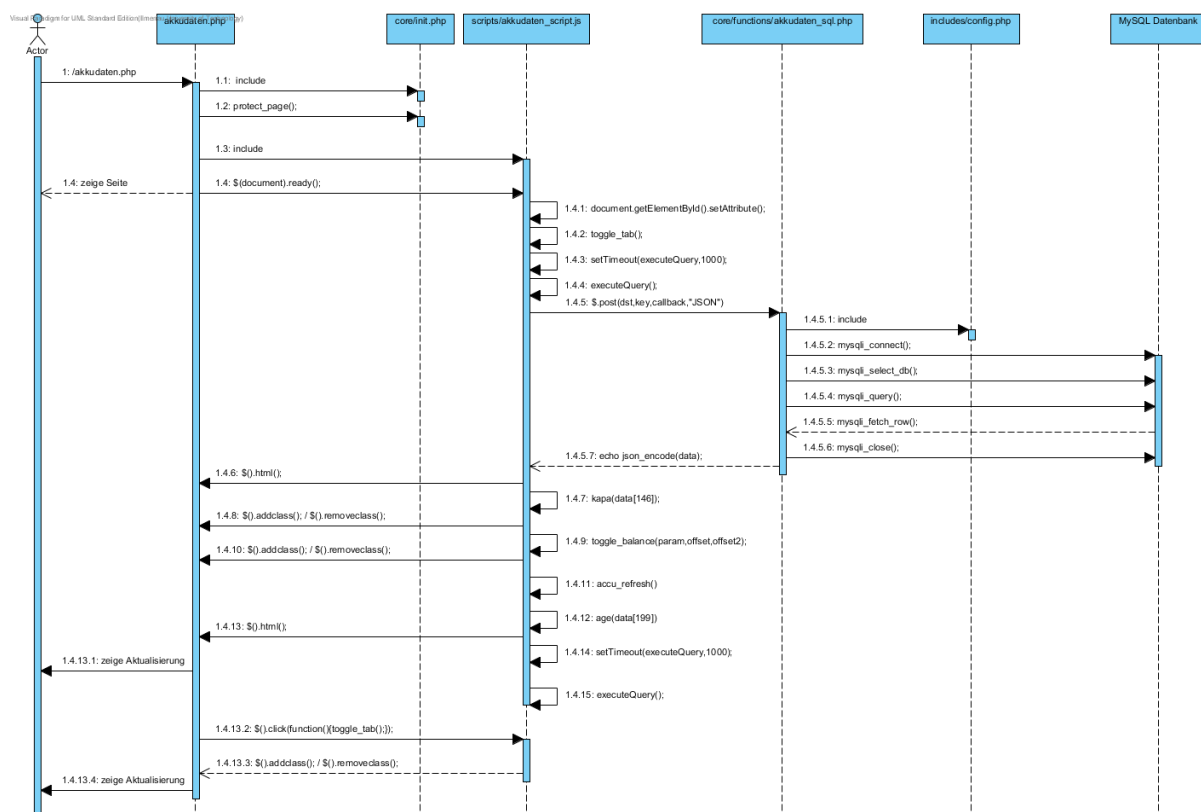 Visual Paradigm for UML Standard Edition(Ilmenau
akkudaten.php
core/init.php
scripts/akkudaten_script.js
core/functions/akkudaten_sql.php
includes/config.php
MySQL Datenbank
Actor
1: /akkudaten.php
1.1: include
1.2: protect_page();
1.3: include
1.4: zeige Seite
1.4: $(document).ready();
1.4.1: document.getElementById().setAttribute();
1.4.2: toggle_tab();
1.4.3: setTimeout(executeQuery,1000);
1.4.4: executeQuery();
1.4.5: $.post(dst,key,callback,"JSON")
1.4.5.1: include
1.4.5.2: mysqli_connect();
1.4.5.3: mysqli_select_db();
1.4.5.4: mysqli_query();
1.4.5.5: mysqli_fetch_row();
1.4.5.6: mysqli_close();
1.4.5.7: echo json_encode(data);
1.4.6: $().html();
1.4.7: kapa(data[146]);
1.4.8: $().addclass(); / $().removeclass();
1.4.9: toggle_balance(param,offset,offset2);
1.4.10: $().addclass(); / $().removeclass();
1.4.11: accu_refresh()
1.4.12: age(data[199])
1.4.13: $().html();
1.4.14: setTimeout(executeQuery,1000);
1.4.13.1: zeige Aktualisierung
1.4.15: executeQuery();
1.4.13.2: $().click(function(){toggle_tab();});
1.4.13.3: $().addclass(); / $().removeclass();
1.4.13.4: zeige Aktualisierung